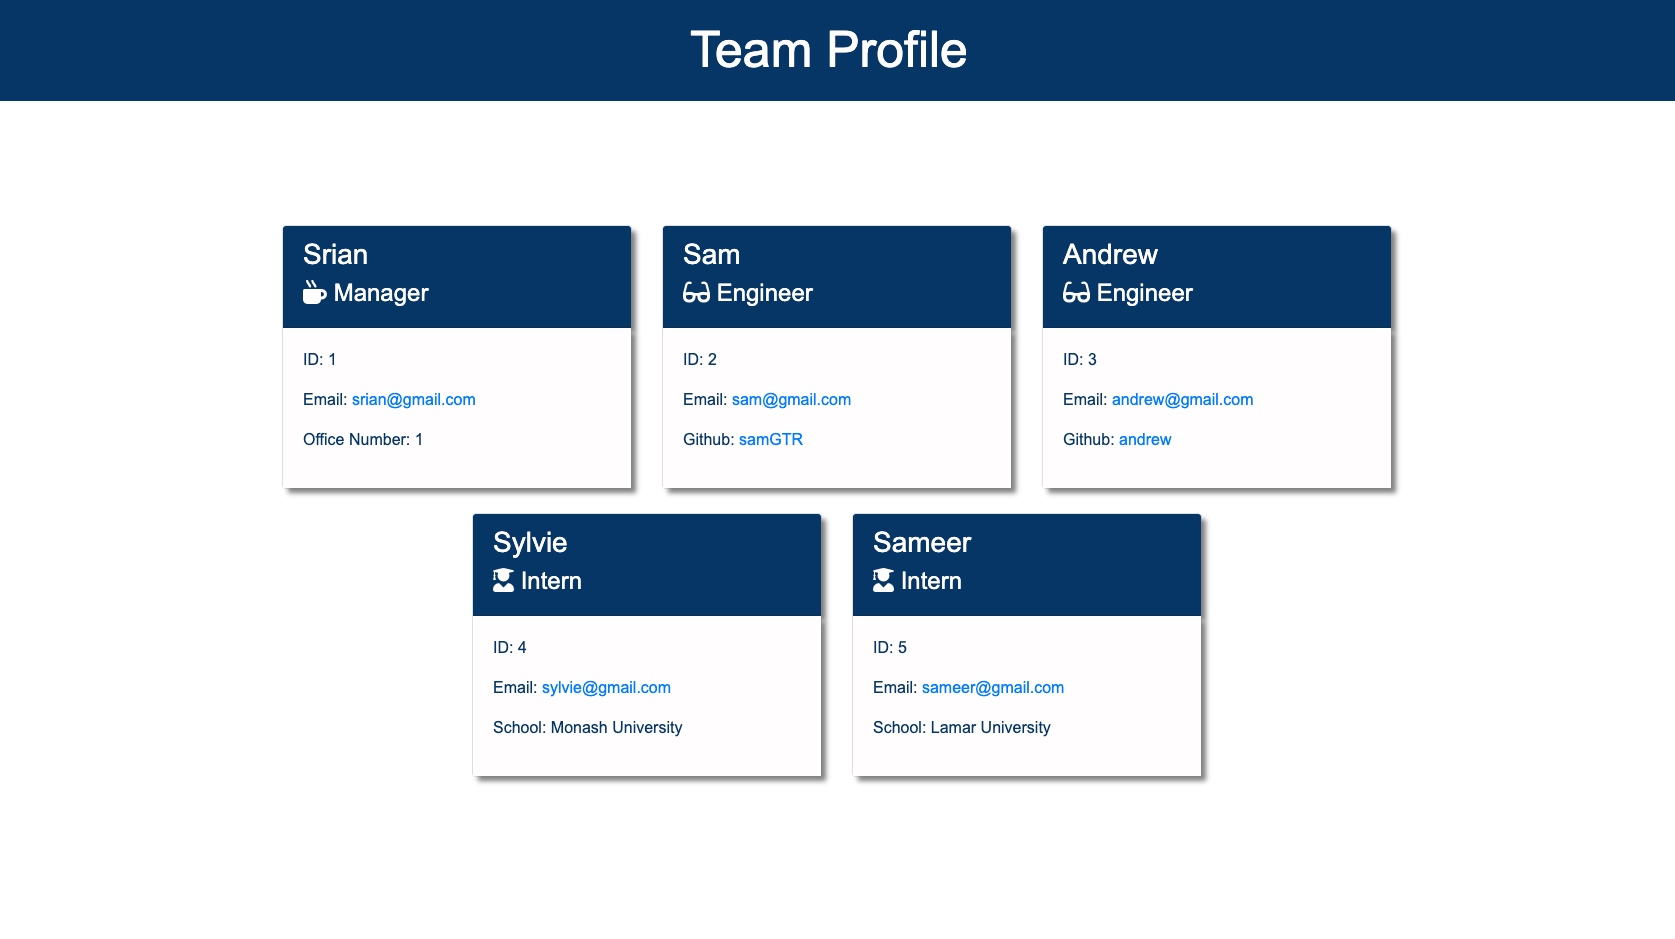 Team Profile
Srian
Manager
ID: 1
Email: srian@gmail.com
Office Number: 1
Sam
Engineer
ID: 2
Email: sam@gmail.com
Github: samGTR
Andrew
Engineer
ID: 3
Email: andrew@gmail.com
Github: andrew
Sylvie
Intern
ID: 4
Email: sylvie@gmail.com
School: Monash University
Sameer
Intern
ID: 5
Email: sameer@gmail.com
School: Lamar University